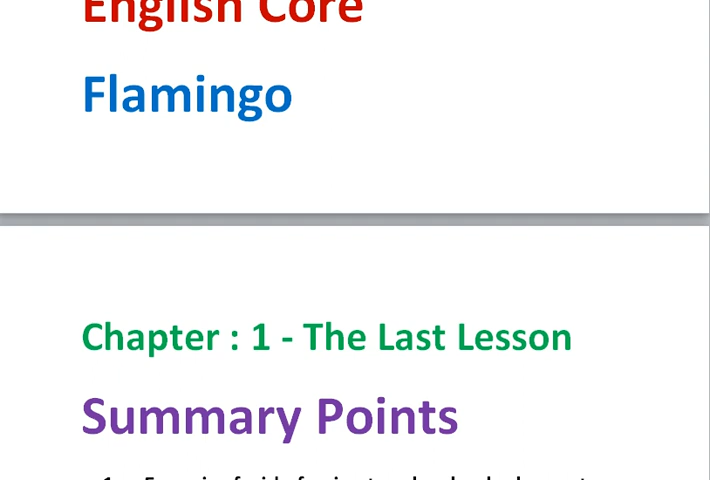 English Core
Flamingo
Chapter : 1 - The Last Lesson
Summary Points